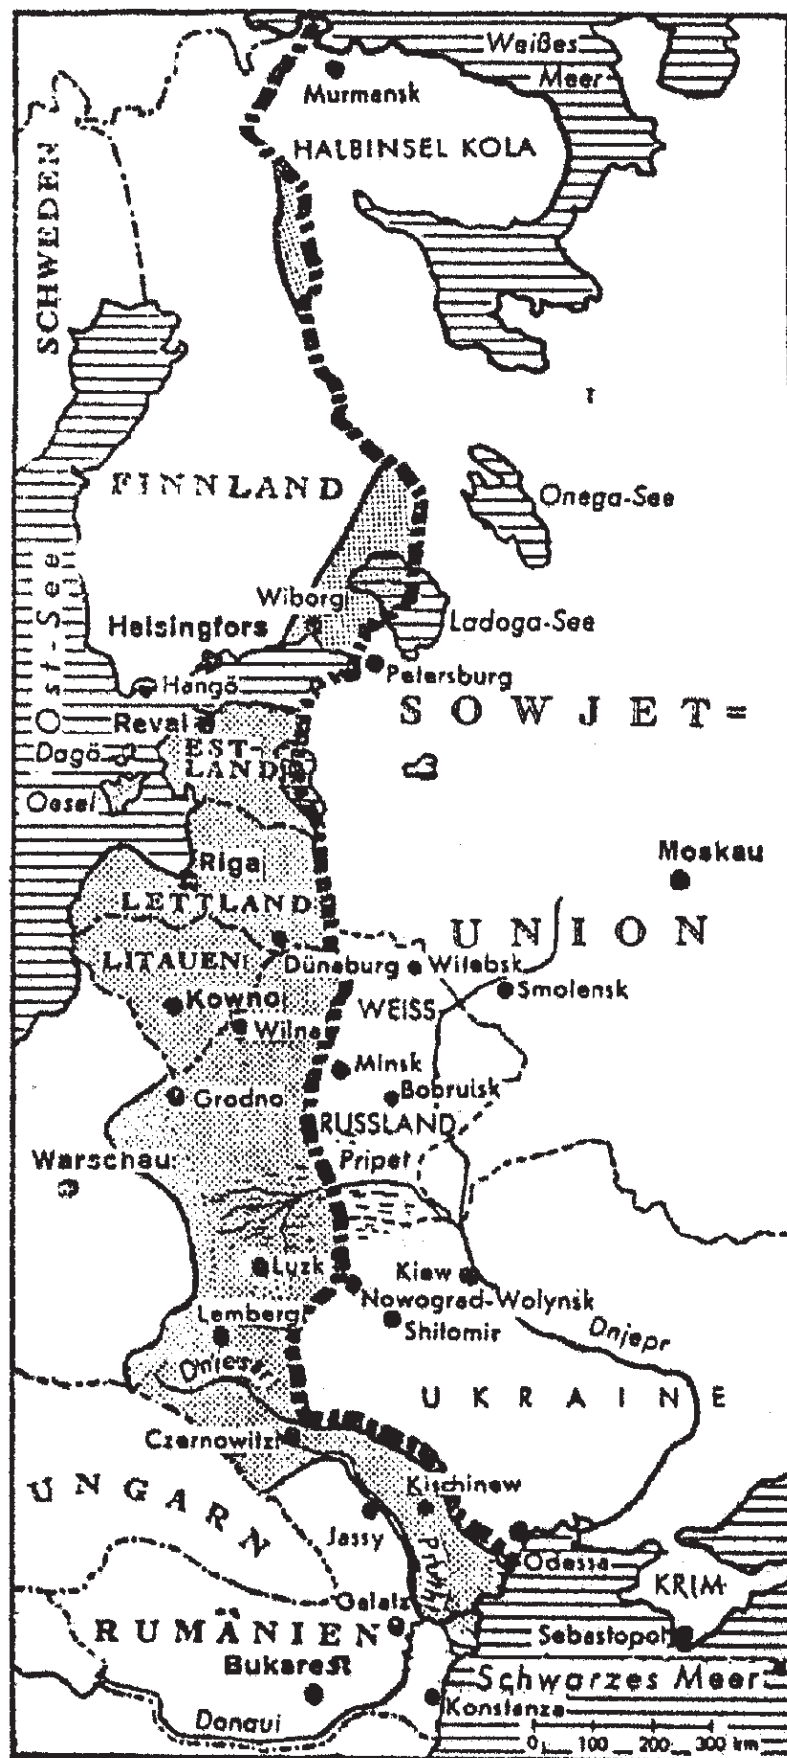 Weißes
Meer
Murmansk
HALBINSEL KOLA
SCHWEDEN
FINNLAND
Onega-See
Wiborg
Helsingfors
Ladoga-See
Hangö
Petersburg
Ost-See
Reval
SOWJET=
Dagö
EST-
LAND
Oesel
Riga
Moskau
LETTLAND
UNION
LITAUEN
Düneburg
Witebsk
Smolensk
Kowno
WEISS
Wilna
Minsk
Grodno
Bobruisk
RUSSLAND
Warschau
Pripet
Luzk
Kiew
Nowograd-Wolynsk
Lemberg
Shitomir
Dnjepr
Dnjestr
UKRAINE
Czernowitz
UNGARN
Kischinew
Jassy
Pruth
Odessa
KRIM
Galatz
RUMÄNIEN
Sebastopol
Bukarest
Schwarzes Meer
Konstanza
Donau
0 100 200 300 km